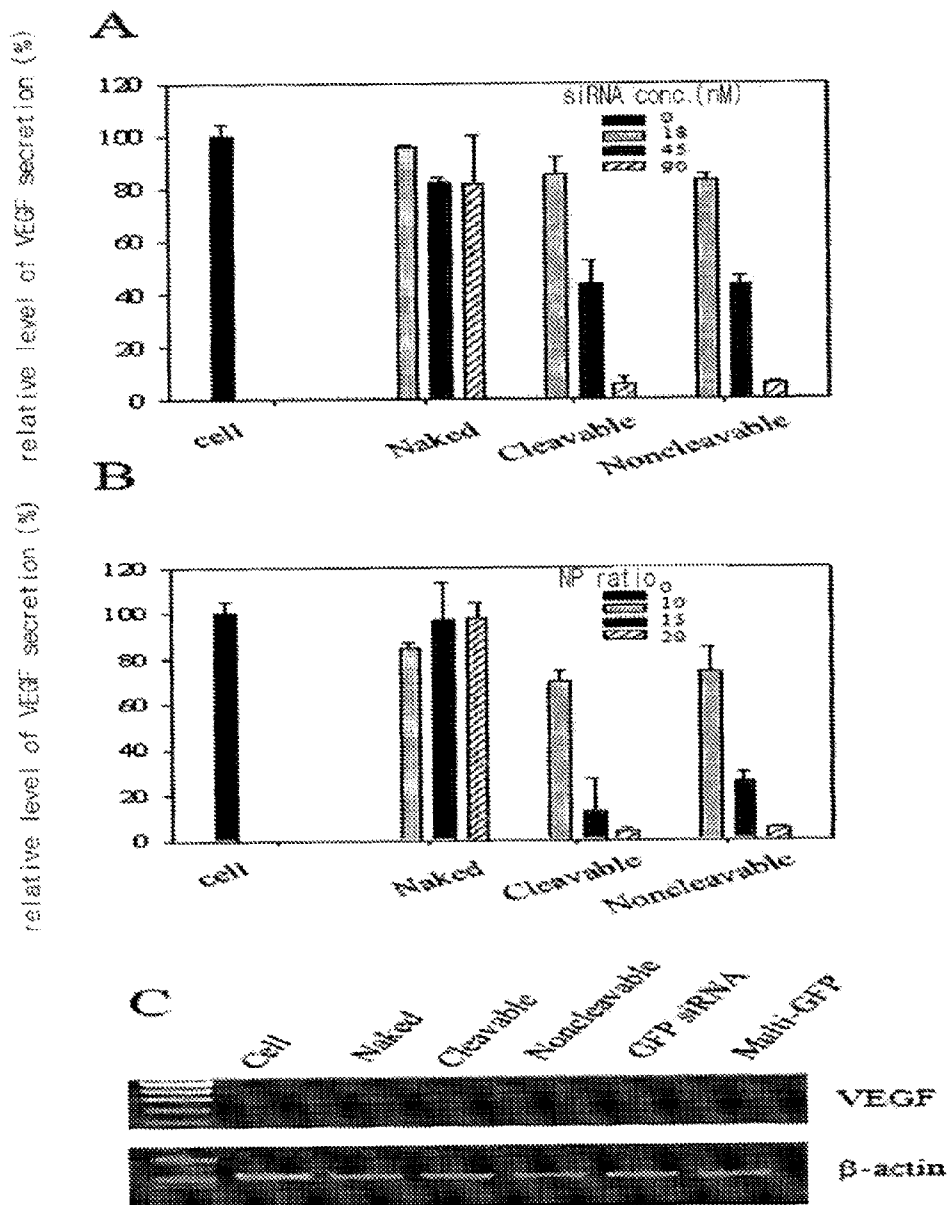 A
relative level of VEGF secretion (%)
120
100
80
60
40
20
0
siRNA conc.(nM)
0
18
45
90
cell
Naked
Cleavable
Noncleavable
B
relative level of VEGF secretion (%)
120
100
80
60
40
20
0
NP ratio
0
10
15
20
cell
Naked
Cleavable
Noncleavable
C
Cell
Naked
Cleavable
Noncleavable
GFP siRNA
Multi-GFP
VEGF
β-actin